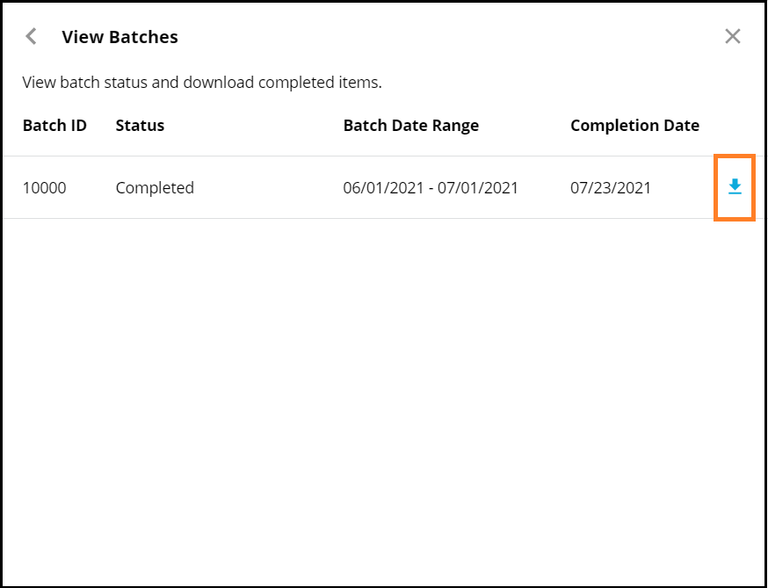 View Batches
View batch status and download completed items.
Batch ID Status Batch Date Range Completion Date
10000 Completed 06/01/2021 - 07/01/2021 07/23/2021